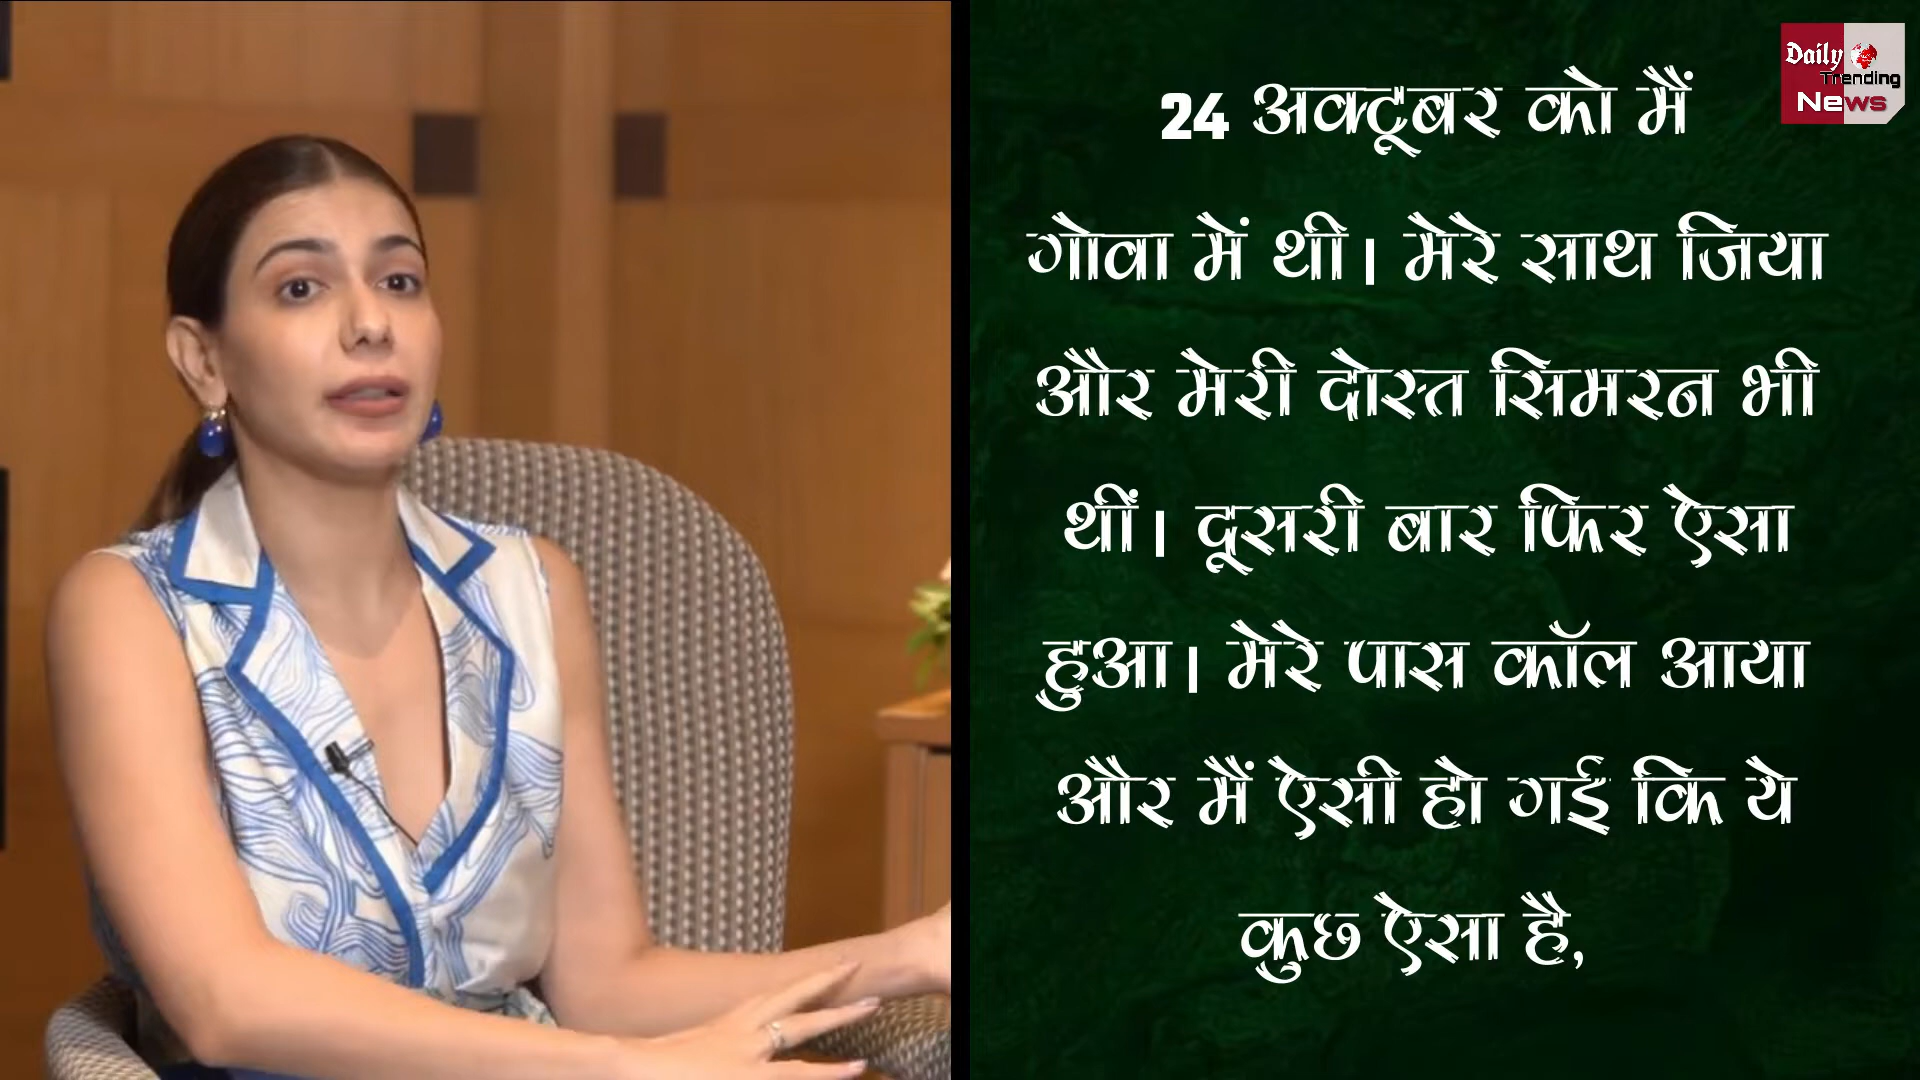 Daily
Trending
News
24 अक्टूबर को मैं
गोवा में थी। मेरे साथ जिया
और मेरी दोस्त सिमरन भी
थीं। दूसरी बार फिर ऐसा
हुआ। मेरे पास कॉल आया
और मैं ऐसी हो गई कि ये
कुछ ऐसा है,